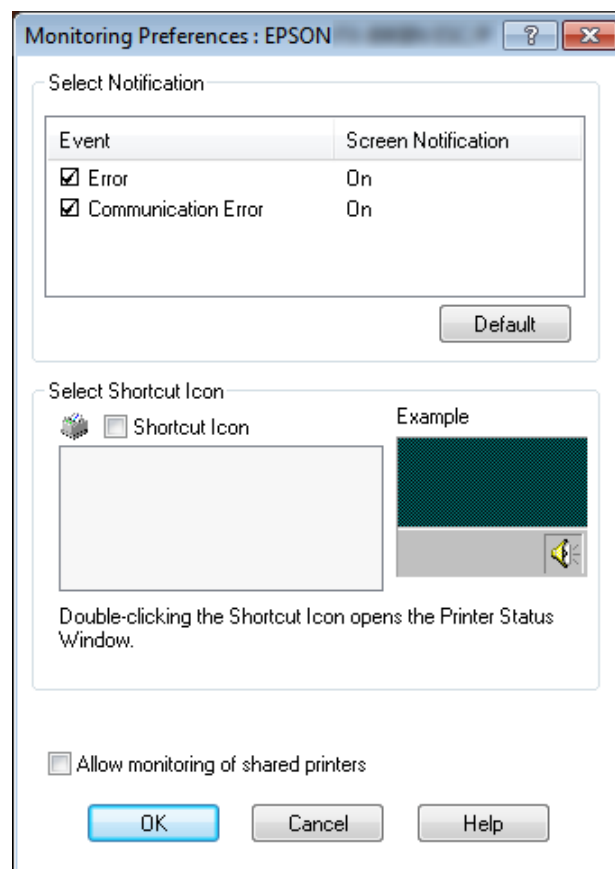 Monitoring Preferences : EPSON
Select Notification
Event Screen Notification
Error On
Communication Error On
Default
Select Shortcut Icon
Shortcut Icon
Example
Double-clicking the Shortcut Icon opens the Printer Status
Window.
Allow monitoring of shared printers
OK Cancel Help